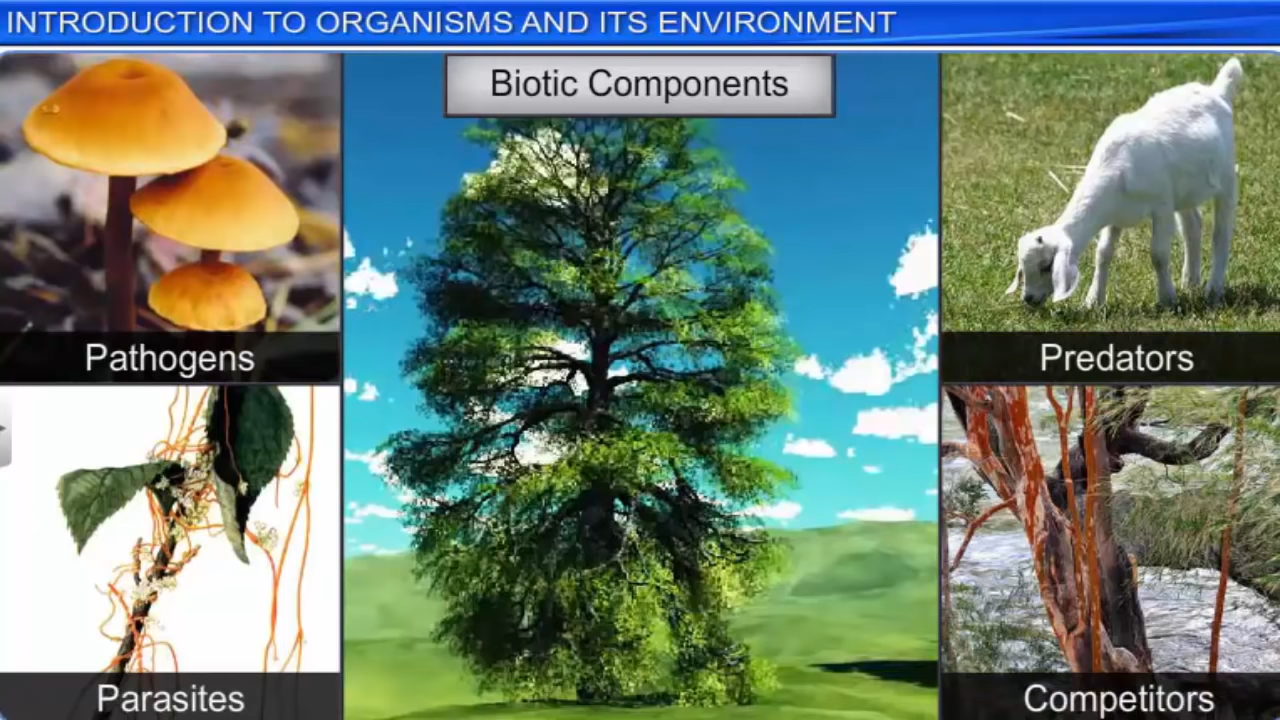 INTRODUCTION TO ORGANISMS AND ITS ENVIRONMENT
Biotic Components
Pathogens
Predators
Parasites
Competitors